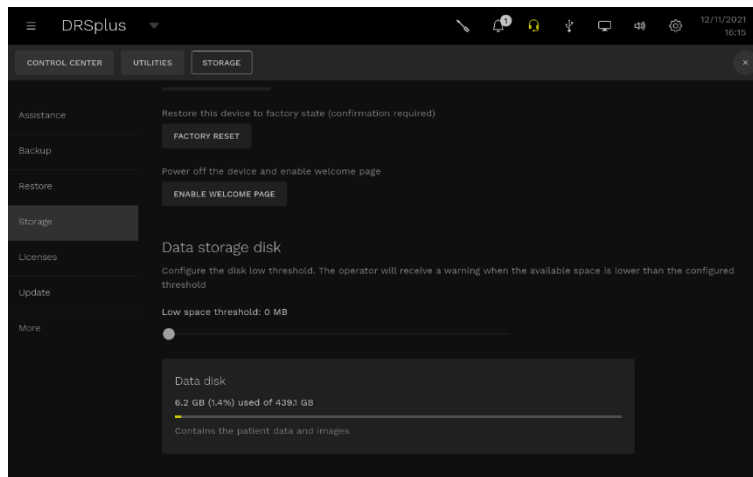 DRSplus
1
12/11/2021
16:15
CONTROL CENTER
UTILITIES
STORAGE
×
Assistance
Backup
Restore
Storage
Licenses
Update
More
Restore this device to factory state (confirmation required)
FACTORY RESET
Power off the device and enable welcome page
ENABLE WELCOME PAGE
Data storage disk
Configure the disk low threshold. The operator will receive a warning when the available space is lower than the configured
threshold
Low space threshold: 0 MB
Data disk
6.2 GB (1.4%) used of 439.1 GB
Contains the patient data and images